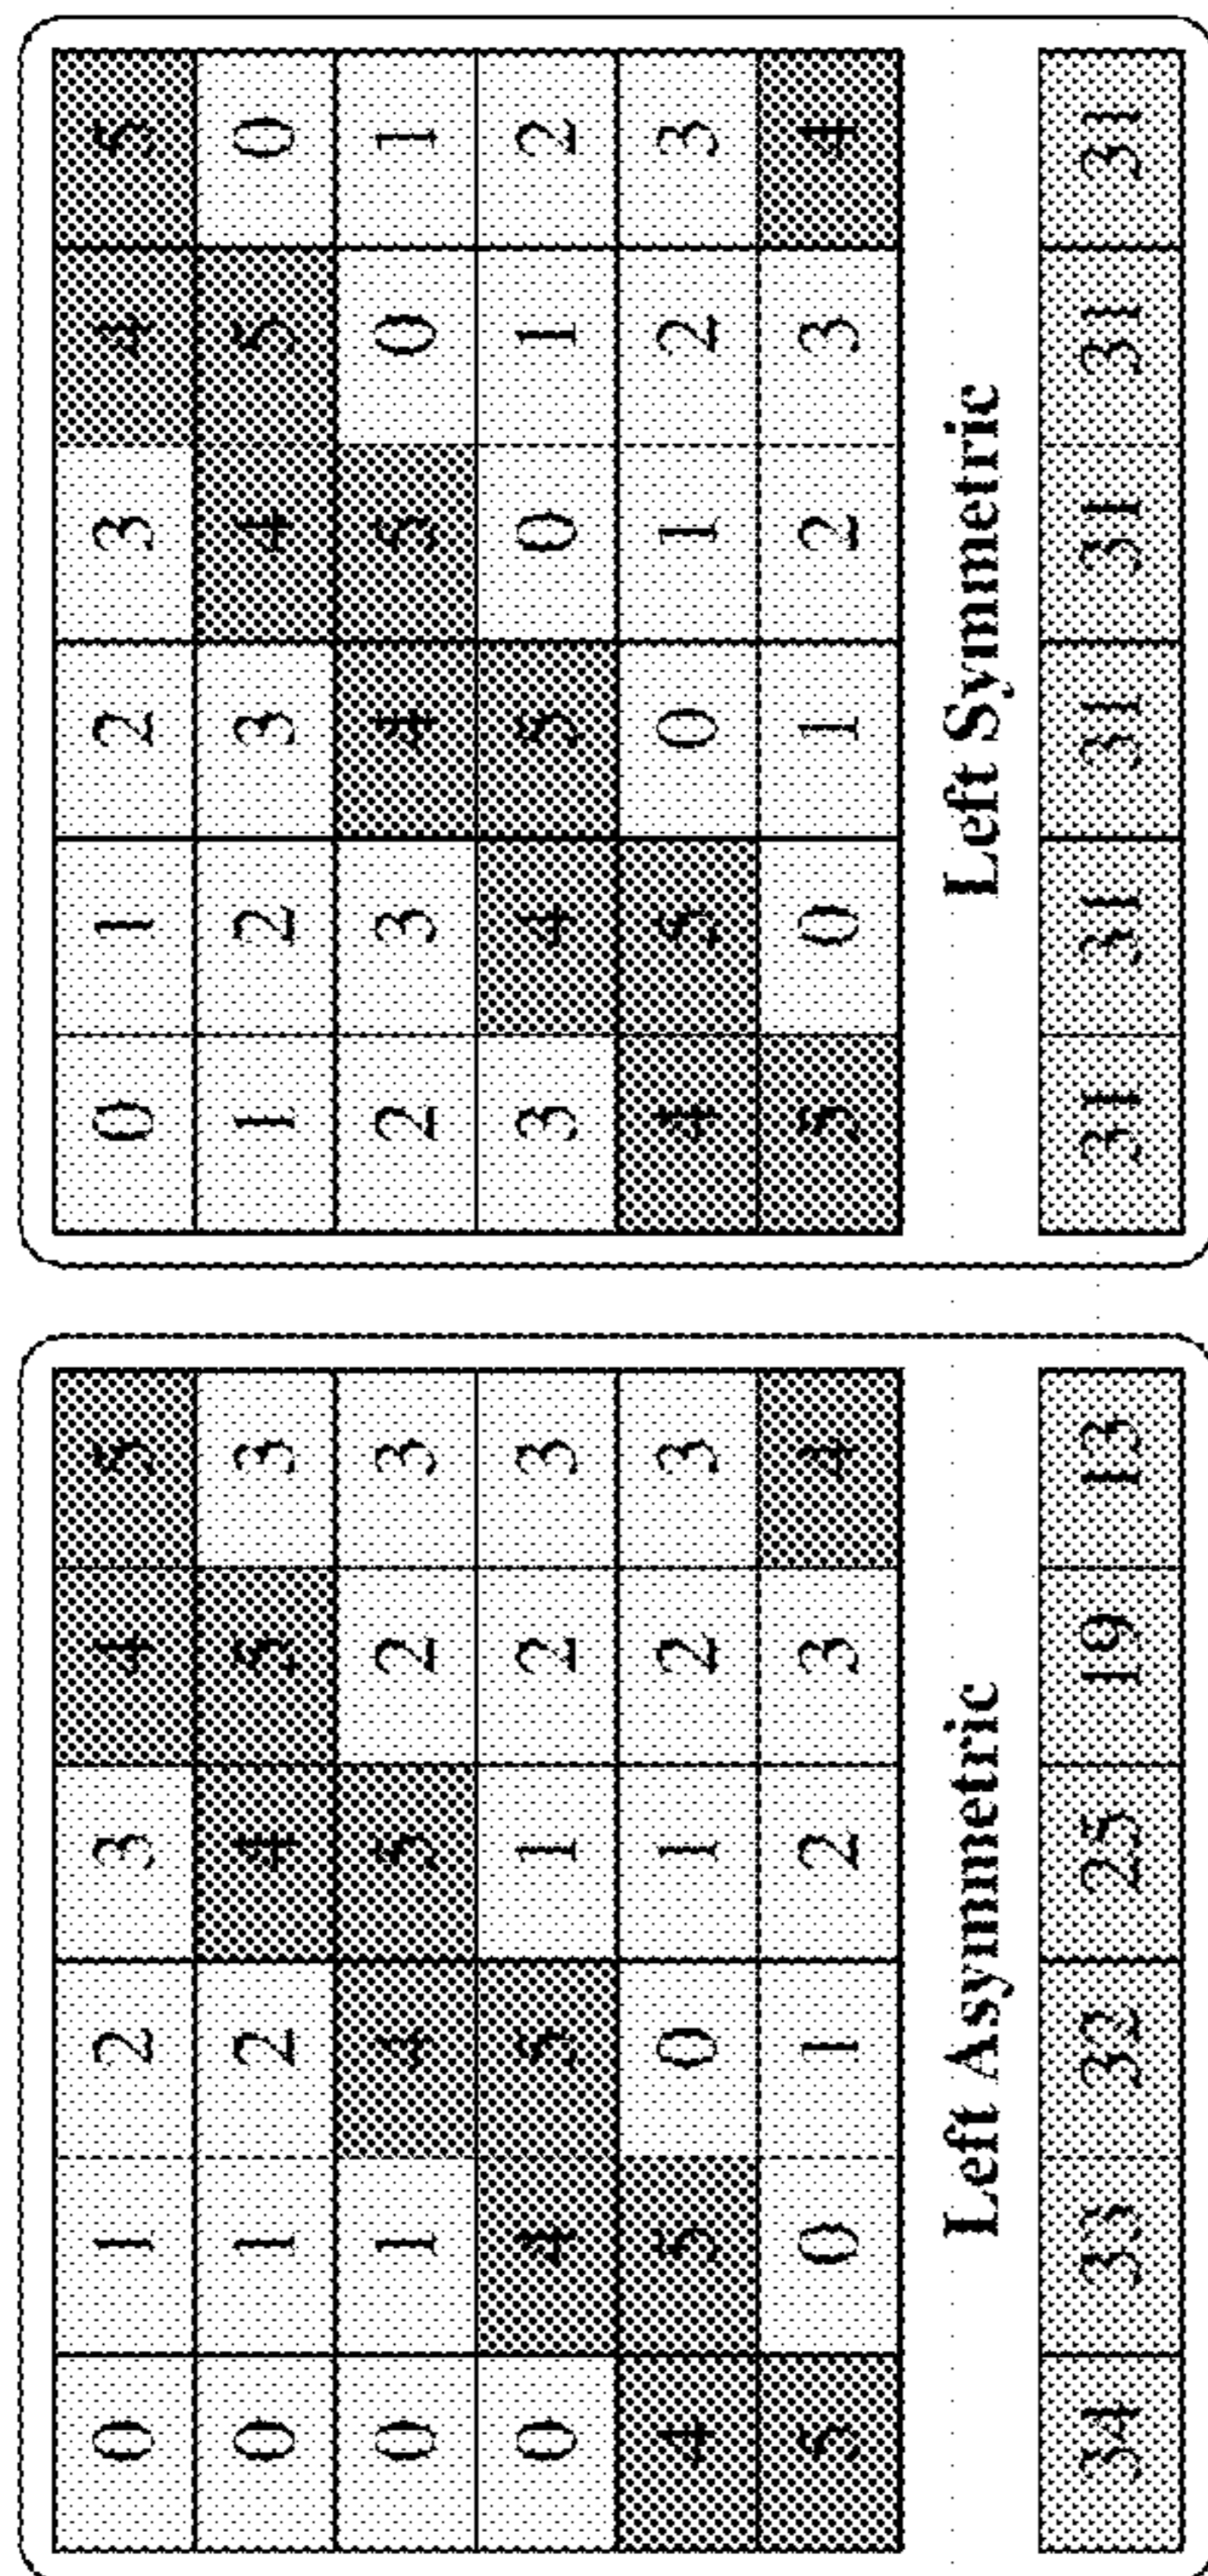 0 1 2 3 4 5
0 1 2 4 5 3
0 1 4 5 2 3
0 4 5 1 2 3
4 5 0 1 2 3
5 0 1 2 3 4
Left Asymmetric
34 33 32 25 19 13
0 1 2 3 4 5
1 2 3 4 5 0
2 3 4 5 0 1
3 4 5 0 1 2
4 5 0 1 2 3
5 0 1 2 3 4
Left Symmetric
31 31 31 31 31 31